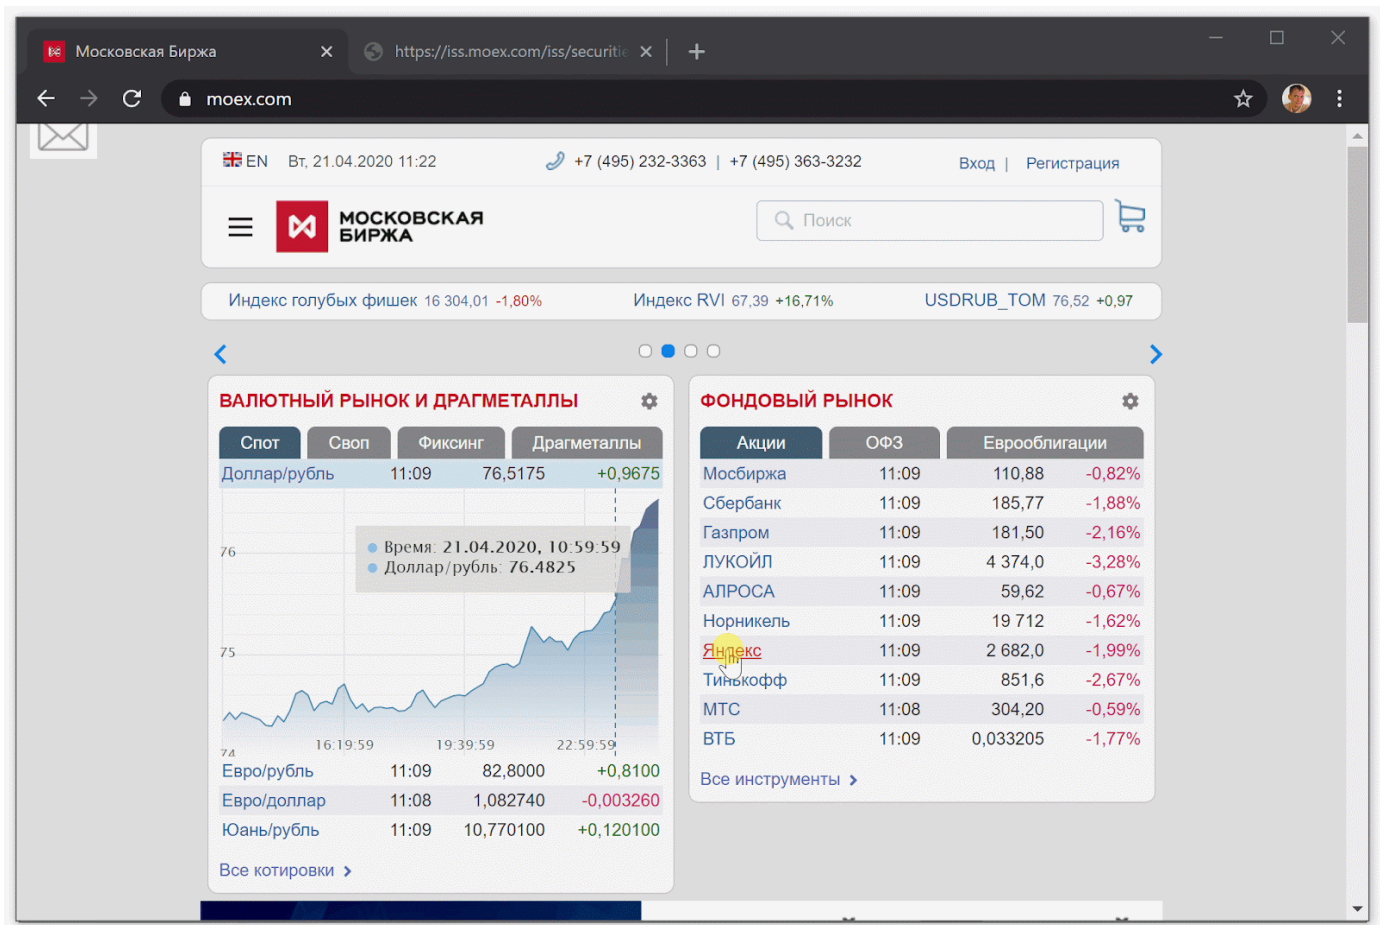 Московская Биржа
https://iss.moex.com/iss/securitie
moex.com
EN Вт, 21.04.2020 11:22 +7 (495) 232-3363 | +7 (495) 363-3232 Вход | Регистрация
МОСКОВСКАЯ
БИРЖА
Поиск
Индекс голубых фишек 16 304,01 -1,80% Индекс RVI 67,39 +16,71% USDRUB_TOM 76,52 +0,97
ВАЛЮТНЫЙ РЫНОК И ДРАГМЕТАЛЛЫ
Спот Своп Фиксинг Драгметаллы
Доллар/рубль 11:09 76,5175 +0,9675
Время: 21.04.2020, 10:59:59
Доллар/рубль: 76.4825
76
75
74
16:19:59 19:39:59 22:59:59
Евро/рубль 11:09 82,8000 +0,8100
Евро/доллар 11:08 1,082740 -0,003260
Юань/рубль 11:09 10,770100 +0,120100
Все котировки
ФОНДОВЫЙ РЫНОК
Акции ОФЗ Еврооблигации
Мосбиржа 11:09 110,88 -0,82%
Сбербанк 11:09 185,77 -1,88%
Газпром 11:09 181,50 -2,16%
ЛУКОЙЛ 11:09 4 374,0 -3,28%
АЛРОСА 11:09 59,62 -0,67%
Норникель 11:09 19 712 -1,62%
Яндекс 11:09 2 682,0 -1,99%
Тинькофф 11:09 851,6 -2,67%
МТС 11:08 304,20 -0,59%
ВТБ 11:09 0,033205 -1,77%
Все инструменты